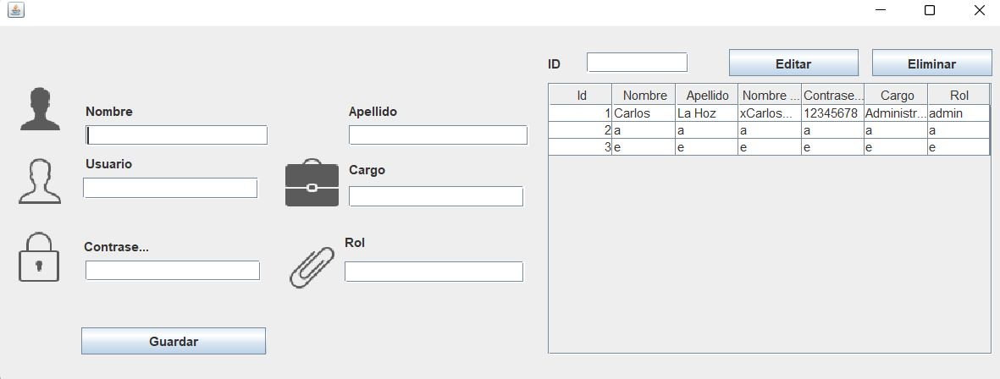 Nombre
Apellido
Usuario
Cargo
Contrase...
Rol
Guardar
ID
Editar
Eliminar
Id Nombre Apellido Nombre ... Contrase... Cargo Rol
1 Carlos La Hoz xCarlos... 12345678 Administr... admin
2 a a a a a a
3 e e e e e e